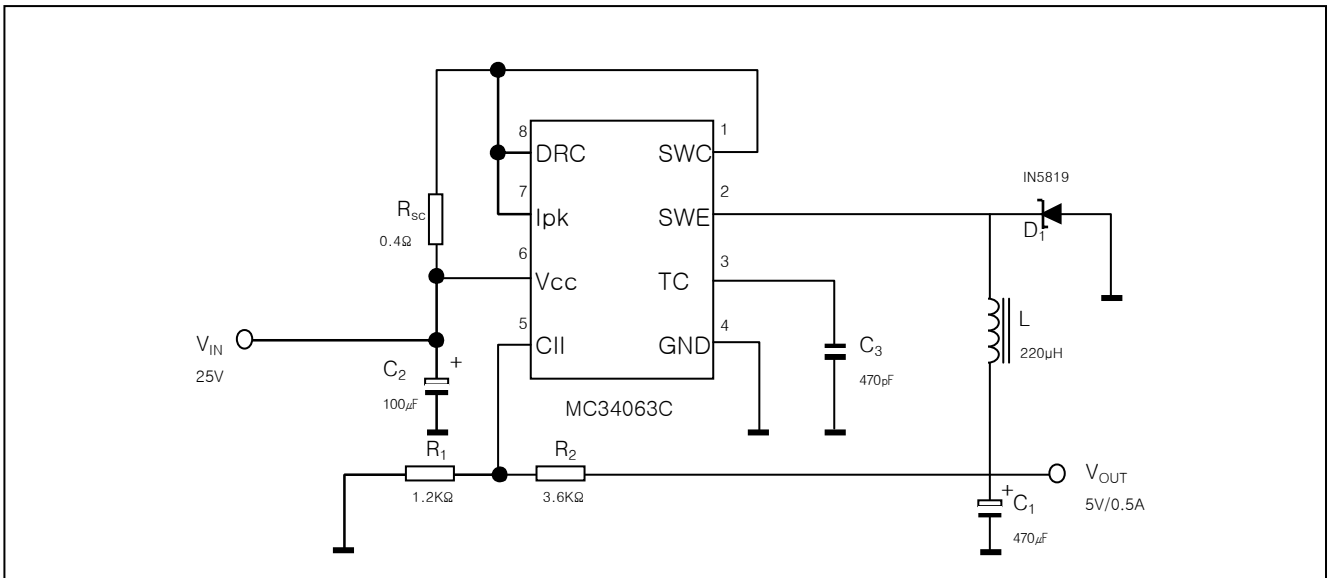 8
DRC
SWC
1
7
Ipk
SWE
2
IN5819
D₁
Rsc
0.4Ω
6
Vcc
TC
3
5
CII
GND
4
VIN
25V
C₂
+
100µF
C₃
470pF
L
220µH
MC34063C
R₁
1.2KΩ
R₂
3.6KΩ
VOUT
5V/0.5A
+
C₁
470µF